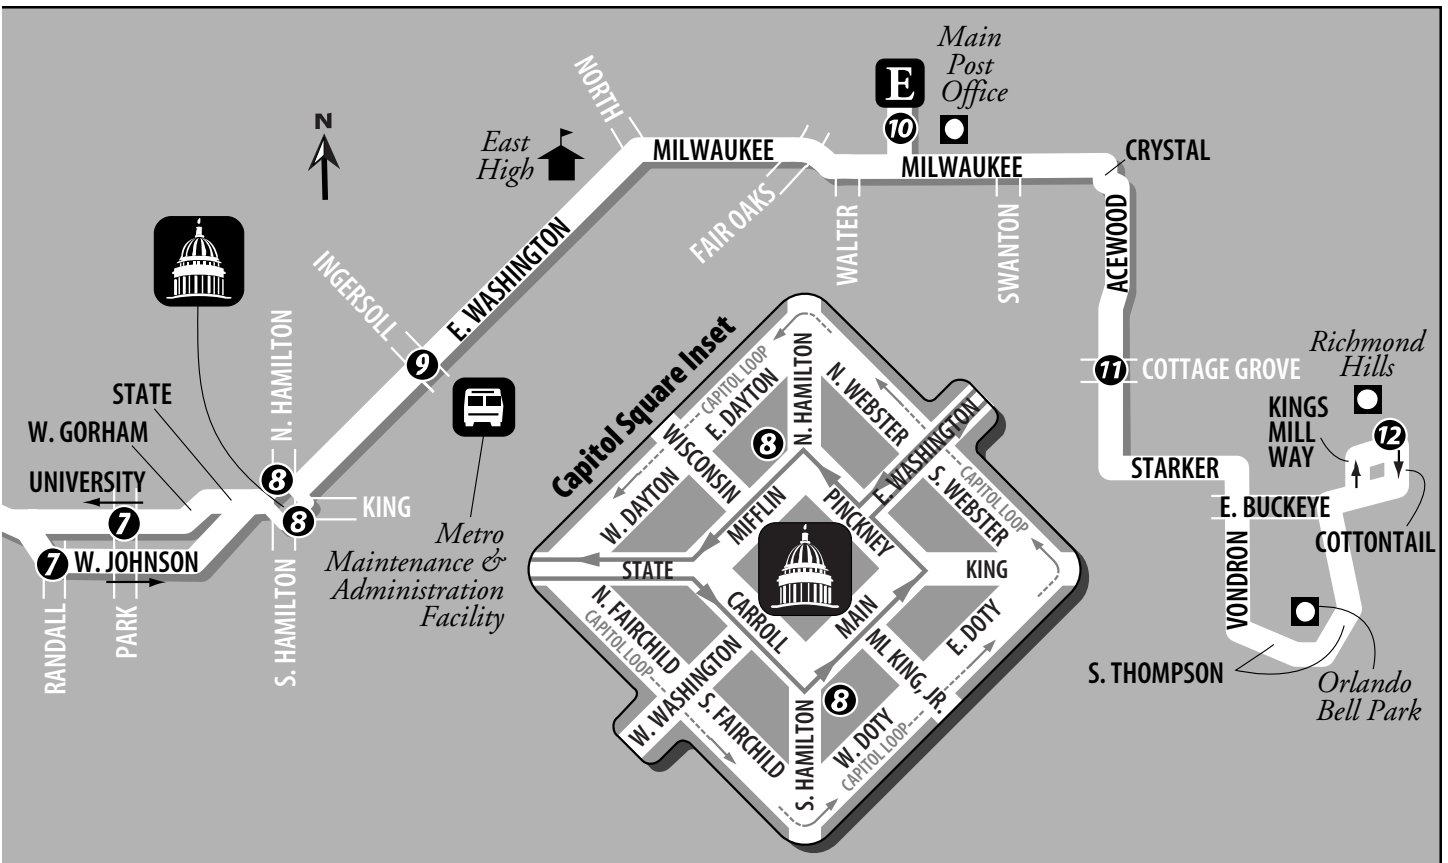 Main
Post
Office
E
10
NORTH
N
East
High
MILWAUKEE
MILWAUKEE
CRYSTAL
FAIR OAKS
WALTER
SWANTON
ACEWOOD
E. WASHINGTON
INGERSOLL
9
11
COTTAGE GROVE
Richmond
Hills
KINGS
MILL
WAY
12
STARKER
E. BUCKEYE
COTTONTAIL
VONDRON
S. THOMPSON
Orlando
Bell Park
STATE
W. GORHAM
UNIVERSITY
N. HAMILTON
8
8
KING
7
7
W. JOHNSON
RANDALL
PARK
S. HAMILTON
Metro
Maintenance &
Administration
Facility
Capitol Square Inset
CAPITOL LOOP
E. DAYTON
N. HAMILTON
N. WEBSTER
WISCONSIN
8
E. WASHINGTON
W. DAYTON
MIFFLIN
PINCKNEY
S. WEBSTER
CAPITOL LOOP
STATE
KING
N. FAIRCHILD
CAPITOL LOOP
CARROLL
MAIN
E. DOTY
W. WASHINGTON
ML KING, JR.
8
S. FAIRCHILD
S. HAMILTON
W. DOTY
CAPITOL LOOP